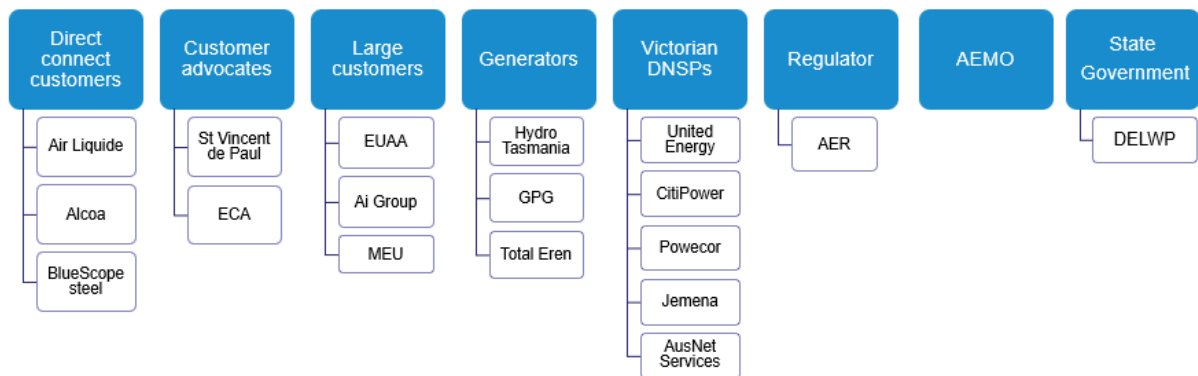 Direct
connect
customers
Air Liquide
Alcoa
BlueScope
steel
Customer
advocates
St Vincent
de Paul
ECA
Large
customers
EUAA
Ai Group
MEU
Generators
Hydro
Tasmania
GPG
Total Eren
Victorian
DNSPs
United
Energy
CitiPower
Powecor
Jemena
AusNet
Services
Regulator
AER
AEMO
State
Government
DELWP